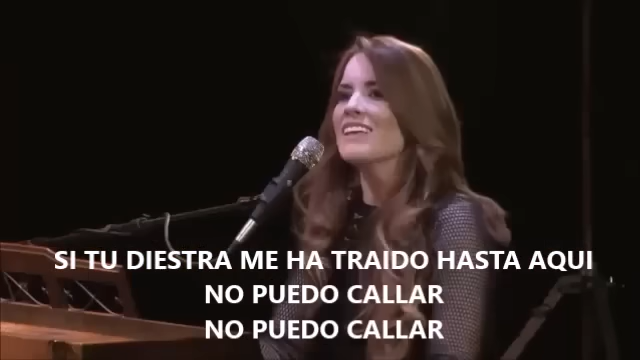 SI TU DIESTRA ME HA TRAIDO HASTA AQUI
NO PUEDO CALLAR
NO PUEDO CALLAR